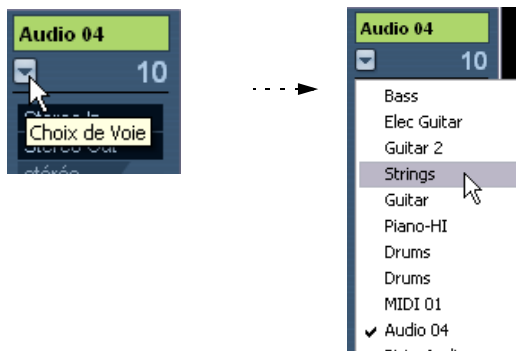 Audio 04
10
Choix de Voie
Audio 04
10
Bass
Elec Guitar
Guitar 2
Strings
Guitar
Piano-HI
Drums
Drums
MIDI 01
Audio 04